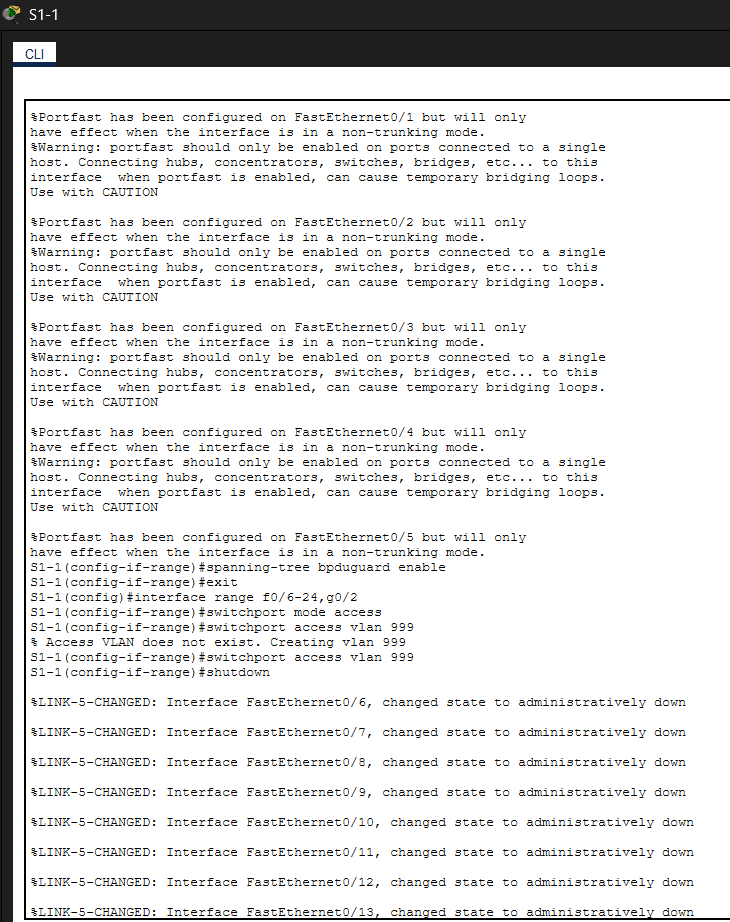 S1-1
CLI
%Portfast has been configured on FastEthernet0/1 but will only
have effect when the interface is in a non-trunking mode.
%Warning: portfast should only be enabled on ports connected to a single
host. Connecting hubs, concentrators, switches, bridges, etc... to this
interface  when portfast is enabled, can cause temporary bridging loops.
Use with CAUTION
%Portfast has been configured on FastEthernet0/2 but will only
have effect when the interface is in a non-trunking mode.
%Warning: portfast should only be enabled on ports connected to a single
host. Connecting hubs, concentrators, switches, bridges, etc... to this
interface  when portfast is enabled, can cause temporary bridging loops.
Use with CAUTION
%Portfast has been configured on FastEthernet0/3 but will only
have effect when the interface is in a non-trunking mode.
%Warning: portfast should only be enabled on ports connected to a single
host. Connecting hubs, concentrators, switches, bridges, etc... to this
interface  when portfast is enabled, can cause temporary bridging loops.
Use with CAUTION
%Portfast has been configured on FastEthernet0/4 but will only
have effect when the interface is in a non-trunking mode.
%Warning: portfast should only be enabled on ports connected to a single
host. Connecting hubs, concentrators, switches, bridges, etc... to this
interface  when portfast is enabled, can cause temporary bridging loops.
Use with CAUTION
%Portfast has been configured on FastEthernet0/5 but will only
have effect when the interface is in a non-trunking mode.
S1-1(config-if-range)#spanning-tree bpduguard enable
S1-1(config-if-range)#exit
S1-1(config)#interface range f0/6-24,g0/2
S1-1(config-if-range)#switchport mode access
S1-1(config-if-range)#switchport access vlan 999
% Access VLAN does not exist. Creating vlan 999
S1-1(config-if-range)#switchport access vlan 999
S1-1(config-if-range)#shutdown
%LINK-5-CHANGED: Interface FastEthernet0/6, changed state to administratively down
%LINK-5-CHANGED: Interface FastEthernet0/7, changed state to administratively down
%LINK-5-CHANGED: Interface FastEthernet0/8, changed state to administratively down
%LINK-5-CHANGED: Interface FastEthernet0/9, changed state to administratively down
%LINK-5-CHANGED: Interface FastEthernet0/10, changed state to administratively down
%LINK-5-CHANGED: Interface FastEthernet0/11, changed state to administratively down
%LINK-5-CHANGED: Interface FastEthernet0/12, changed state to administratively down
%LINK-5-CHANGED: Interface FastEthernet0/13, changed state to administratively down